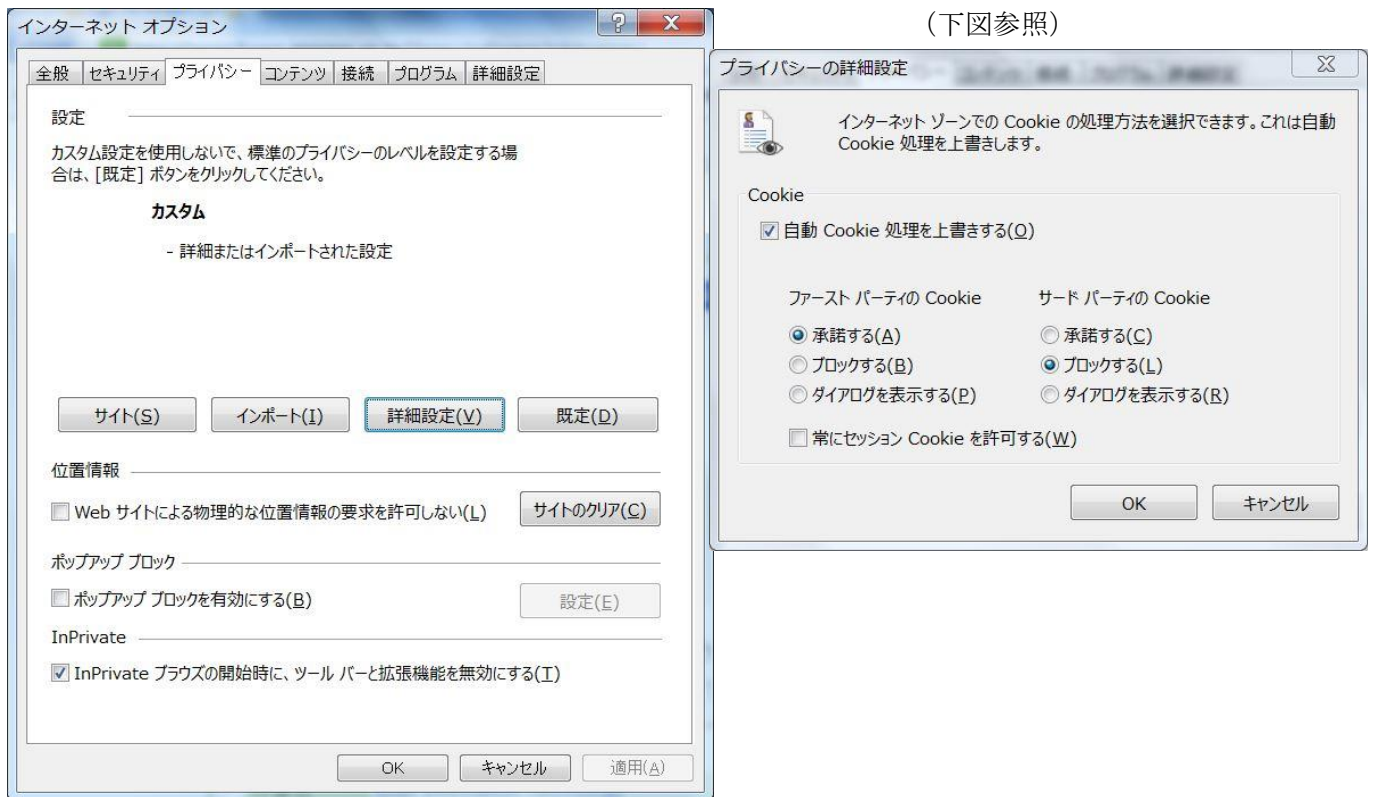 インターネット オプション
全般 セキュリティ プライバシー コンテンツ 接続 プログラム 詳細設定
設定
カスタム設定を使用しないで、標準のプライバシーのレベルを設定する場
合は、[既定] ボタンをクリックしてください。
カスタム
- 詳細またはインポートされた設定
サイト(S) インポート(I) 詳細設定(V) 既定(D)
位置情報
Web サイトによる物理的な位置情報の要求を許可しない(L) サイトのクリア(C)
ポップアップ ブロック
ポップアップ ブロックを有効にする(B) 設定(E)
InPrivate
InPrivate ブラウズの開始時に、ツール バーと拡張機能を無効にする(T)
OK キャンセル 適用(A)
(下図参照)
プライバシーの詳細設定
インターネット ゾーンでの Cookie の処理方法を選択できます。これは自動
Cookie 処理を上書きします。
Cookie
自動 Cookie 処理を上書きする(O)
ファースト パーティの Cookie サード パーティの Cookie
承諾する(A) 承諾する(C)
ブロックする(B) ブロックする(L)
ダイアログを表示する(P) ダイアログを表示する(R)
常にセッション Cookie を許可する(W)
OK キャンセル